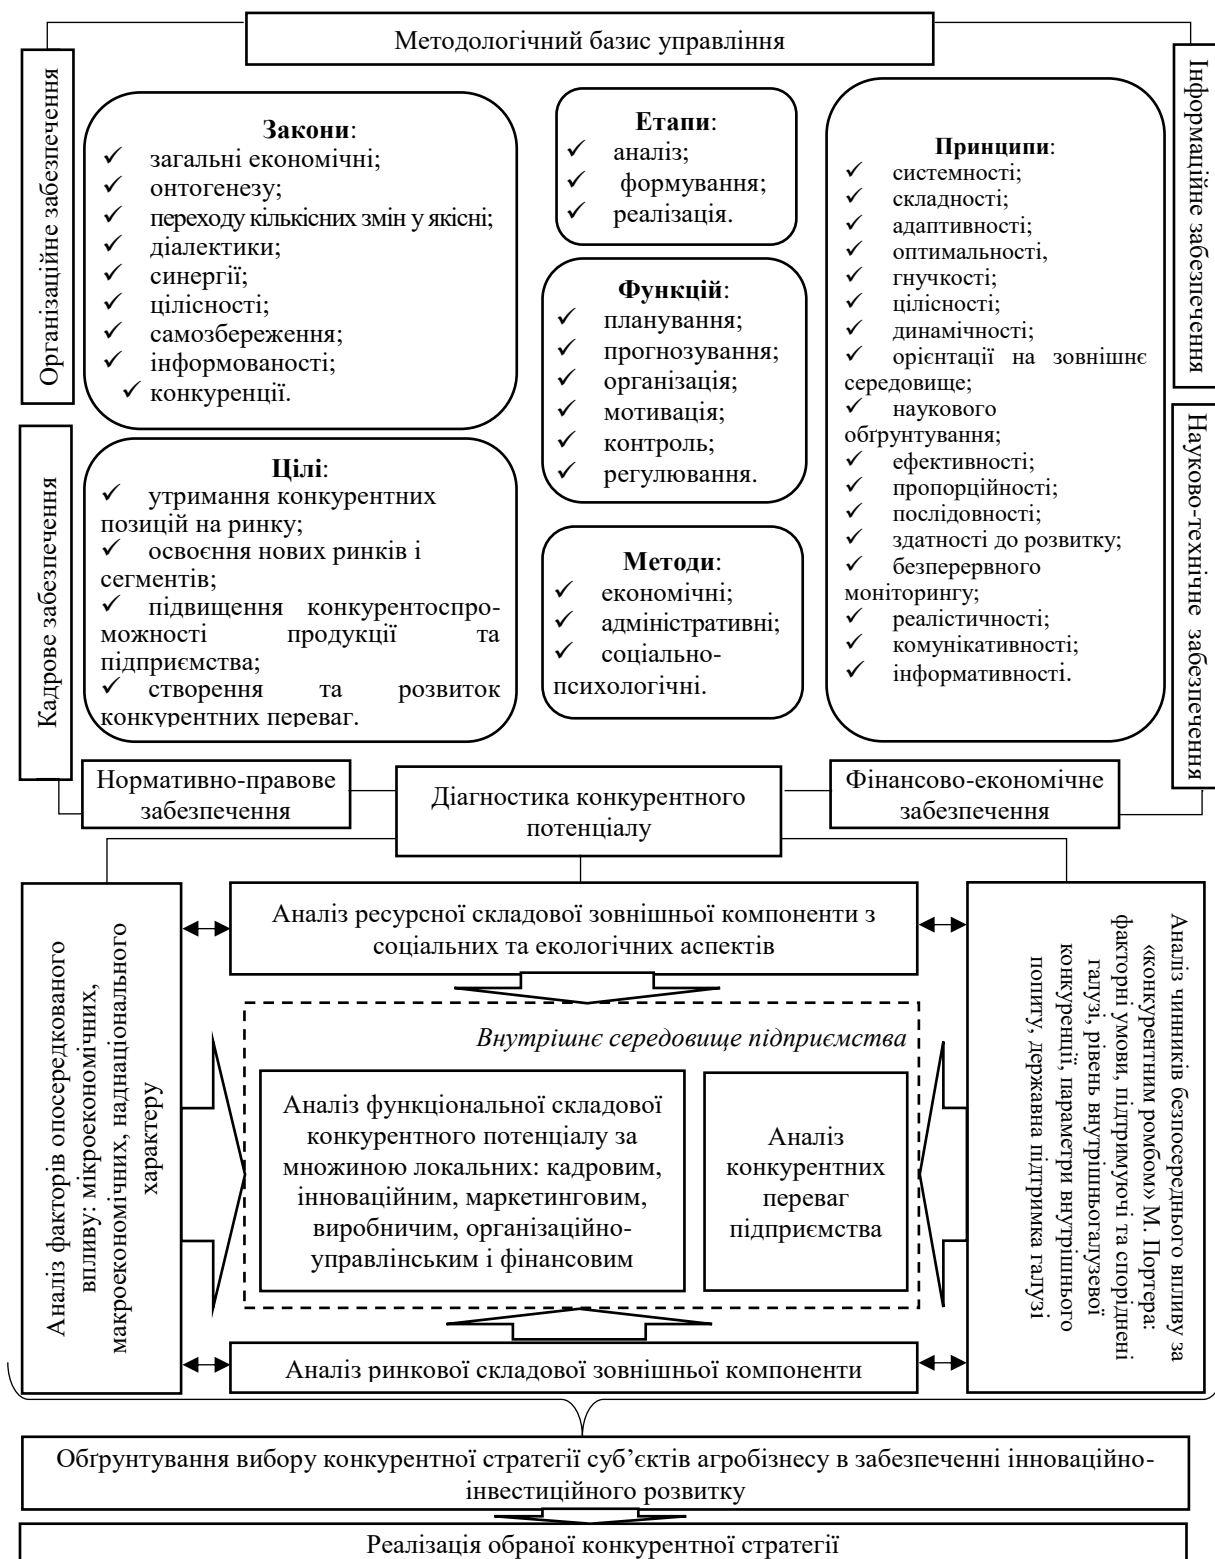 Методологічний базис управління
Організаційне забезпечення
Кадрове забезпечення
Закони:
✓ загальні економічні;
✓ онтогенезу;
✓ переходу кількісних змін у якісні;
✓ діалектики;
✓ синергії;
✓ цілісності;
✓ самозбереження;
✓ інформованості;
✓ конкуренції.
Цілі:
✓ утримання конкурентних
позицій на ринку;
✓ освоєння нових ринків і
сегментів;
✓ підвищення конкурентоспро-
можності продукції та
підприємства;
✓ створення та розвиток
конкурентних переваг.
Етапи:
✓ аналіз;
✓ формування;
✓ реалізація.
Функцій:
✓ планування;
✓ прогнозування;
✓ організація;
✓ мотивація;
✓ контроль;
✓ регулювання.
Методи:
✓ економічні;
✓ адміністративні;
✓ соціально-
психологічні.
Принципи:
✓ системності;
✓ складності;
✓ адаптивності;
✓ оптимальності,
✓ гнучкості;
✓ цілісності;
✓ динамічності;
✓ орієнтації на зовнішнє
середовище;
✓ наукового
обґрунтування;
✓ ефективності;
✓ пропорційності;
✓ послідовності;
✓ здатності до розвитку;
✓ безперервного
моніторингу;
✓ реалістичності;
✓ комунікативності;
✓ інформативності.
Інформаційне забезпечення
Науково-технічне забезпечення
Нормативно-правове
забезпечення
Діагностика конкурентного
потенціалу
Фінансово-економічне
забезпечення
Аналіз факторів опосередкованого
впливу: мікроекономічних,
макроекономічних, наднаціонального
характеру
Аналіз ресурсної складової зовнішньої компоненти з
соціальних та екологічних аспектів
Внутрішнє середовище підприємства
Аналіз функціональної складової
конкурентного потенціалу за
множиною локальних: кадровим,
інноваційним, маркетинговим,
виробничим, організаційно-
управлінським і фінансовим
Аналіз
конкурентних
переваг
підприємства
Аналіз ринкової складової зовнішньої компоненти
Аналіз чинників безпосереднього впливу за
«конкурентним ромбом» М. Портера:
факторні умови, підтримуючі та споріднені
галузі, рівень внутрішньогалузевої
конкуренції, параметри внутрішнього
попиту, державна підтримка галузі
Обґрунтування вибору конкурентної стратегії суб’єктів агробізнесу в забезпеченні інноваційно-
інвестиційного розвитку
Реалізація обраної конкурентної стратегії